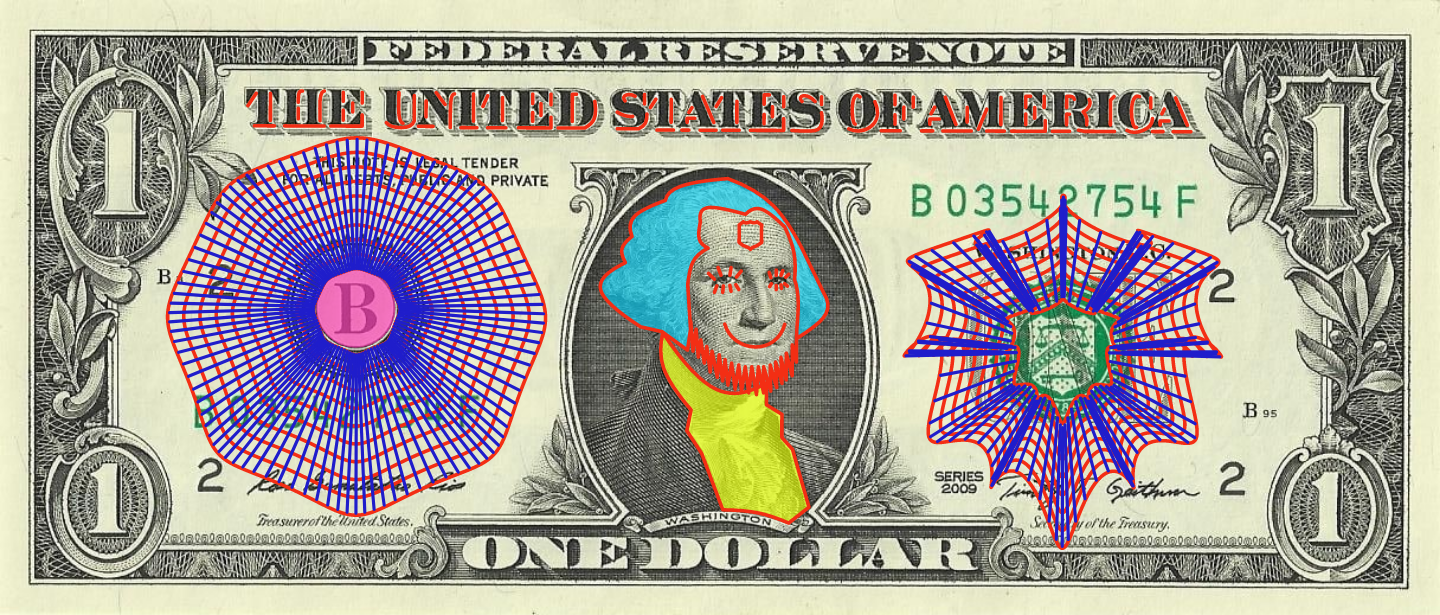 FEDERAL RESERVE NOTE
THE UNITED STATES OF AMERICA
1
1
THIS NOTE IS LEGAL TENDER
FOR ALL DEBTS, PUBLIC AND PRIVATE
B 03542754 F
WASHINGTON, D.C.
B
2
2
B
B 95
SERIES
2009
2
2
Treasurer of the United States.
WASHINGTON
Secretary of the Treasury.
1
ONE DOLLAR
1